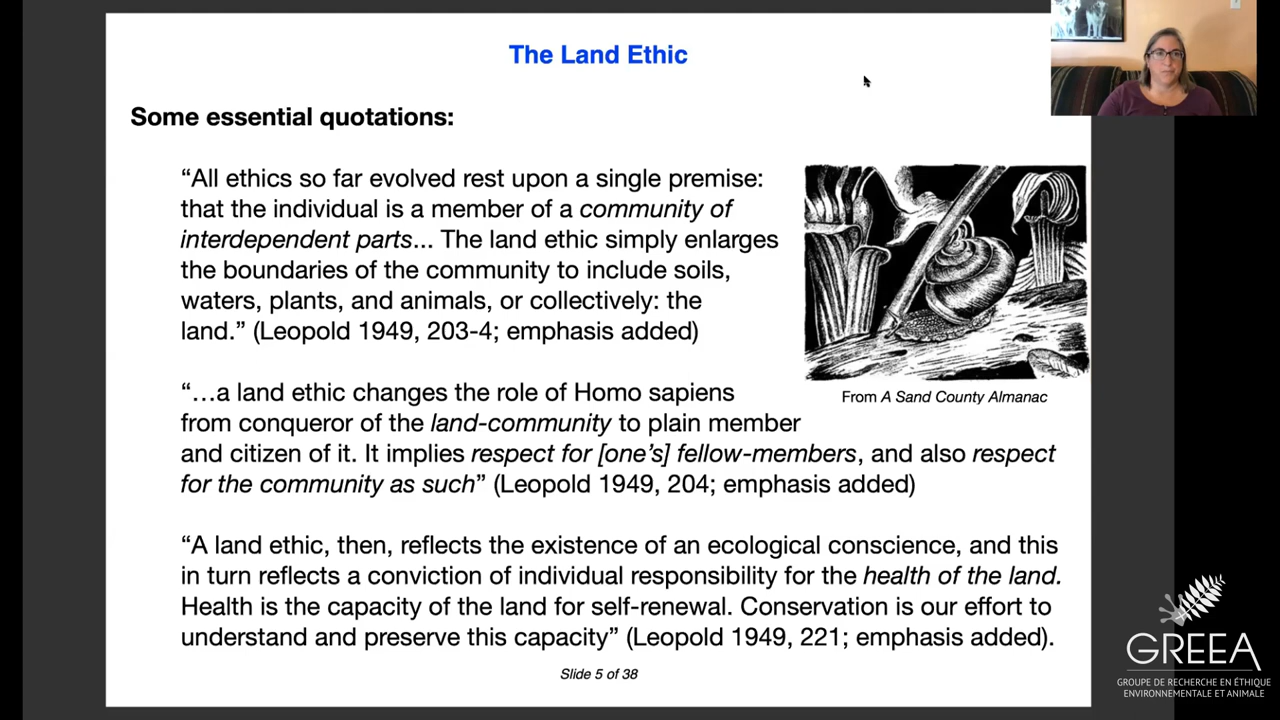 The Land Ethic
Some essential quotations:
“All ethics so far evolved rest upon a single premise:
that the individual is a member of a community of
interdependent parts... The land ethic simply enlarges
the boundaries of the community to include soils,
waters, plants, and animals, or collectively: the
land.” (Leopold 1949, 203-4; emphasis added)
From A Sand County Almanac
“…a land ethic changes the role of Homo sapiens
from conqueror of the land-community to plain member
and citizen of it. It implies respect for [one’s] fellow-members, and also respect
for the community as such” (Leopold 1949, 204; emphasis added)
“A land ethic, then, reflects the existence of an ecological conscience, and this
in turn reflects a conviction of individual responsibility for the health of the land.
Health is the capacity of the land for self-renewal. Conservation is our effort to
understand and preserve this capacity” (Leopold 1949, 221; emphasis added).
Slide 5 of 38
GREEA
GROUPE DE RECHERCHE EN ÉTHIQUE
ENVIRONNEMENTALE ET ANIMALE